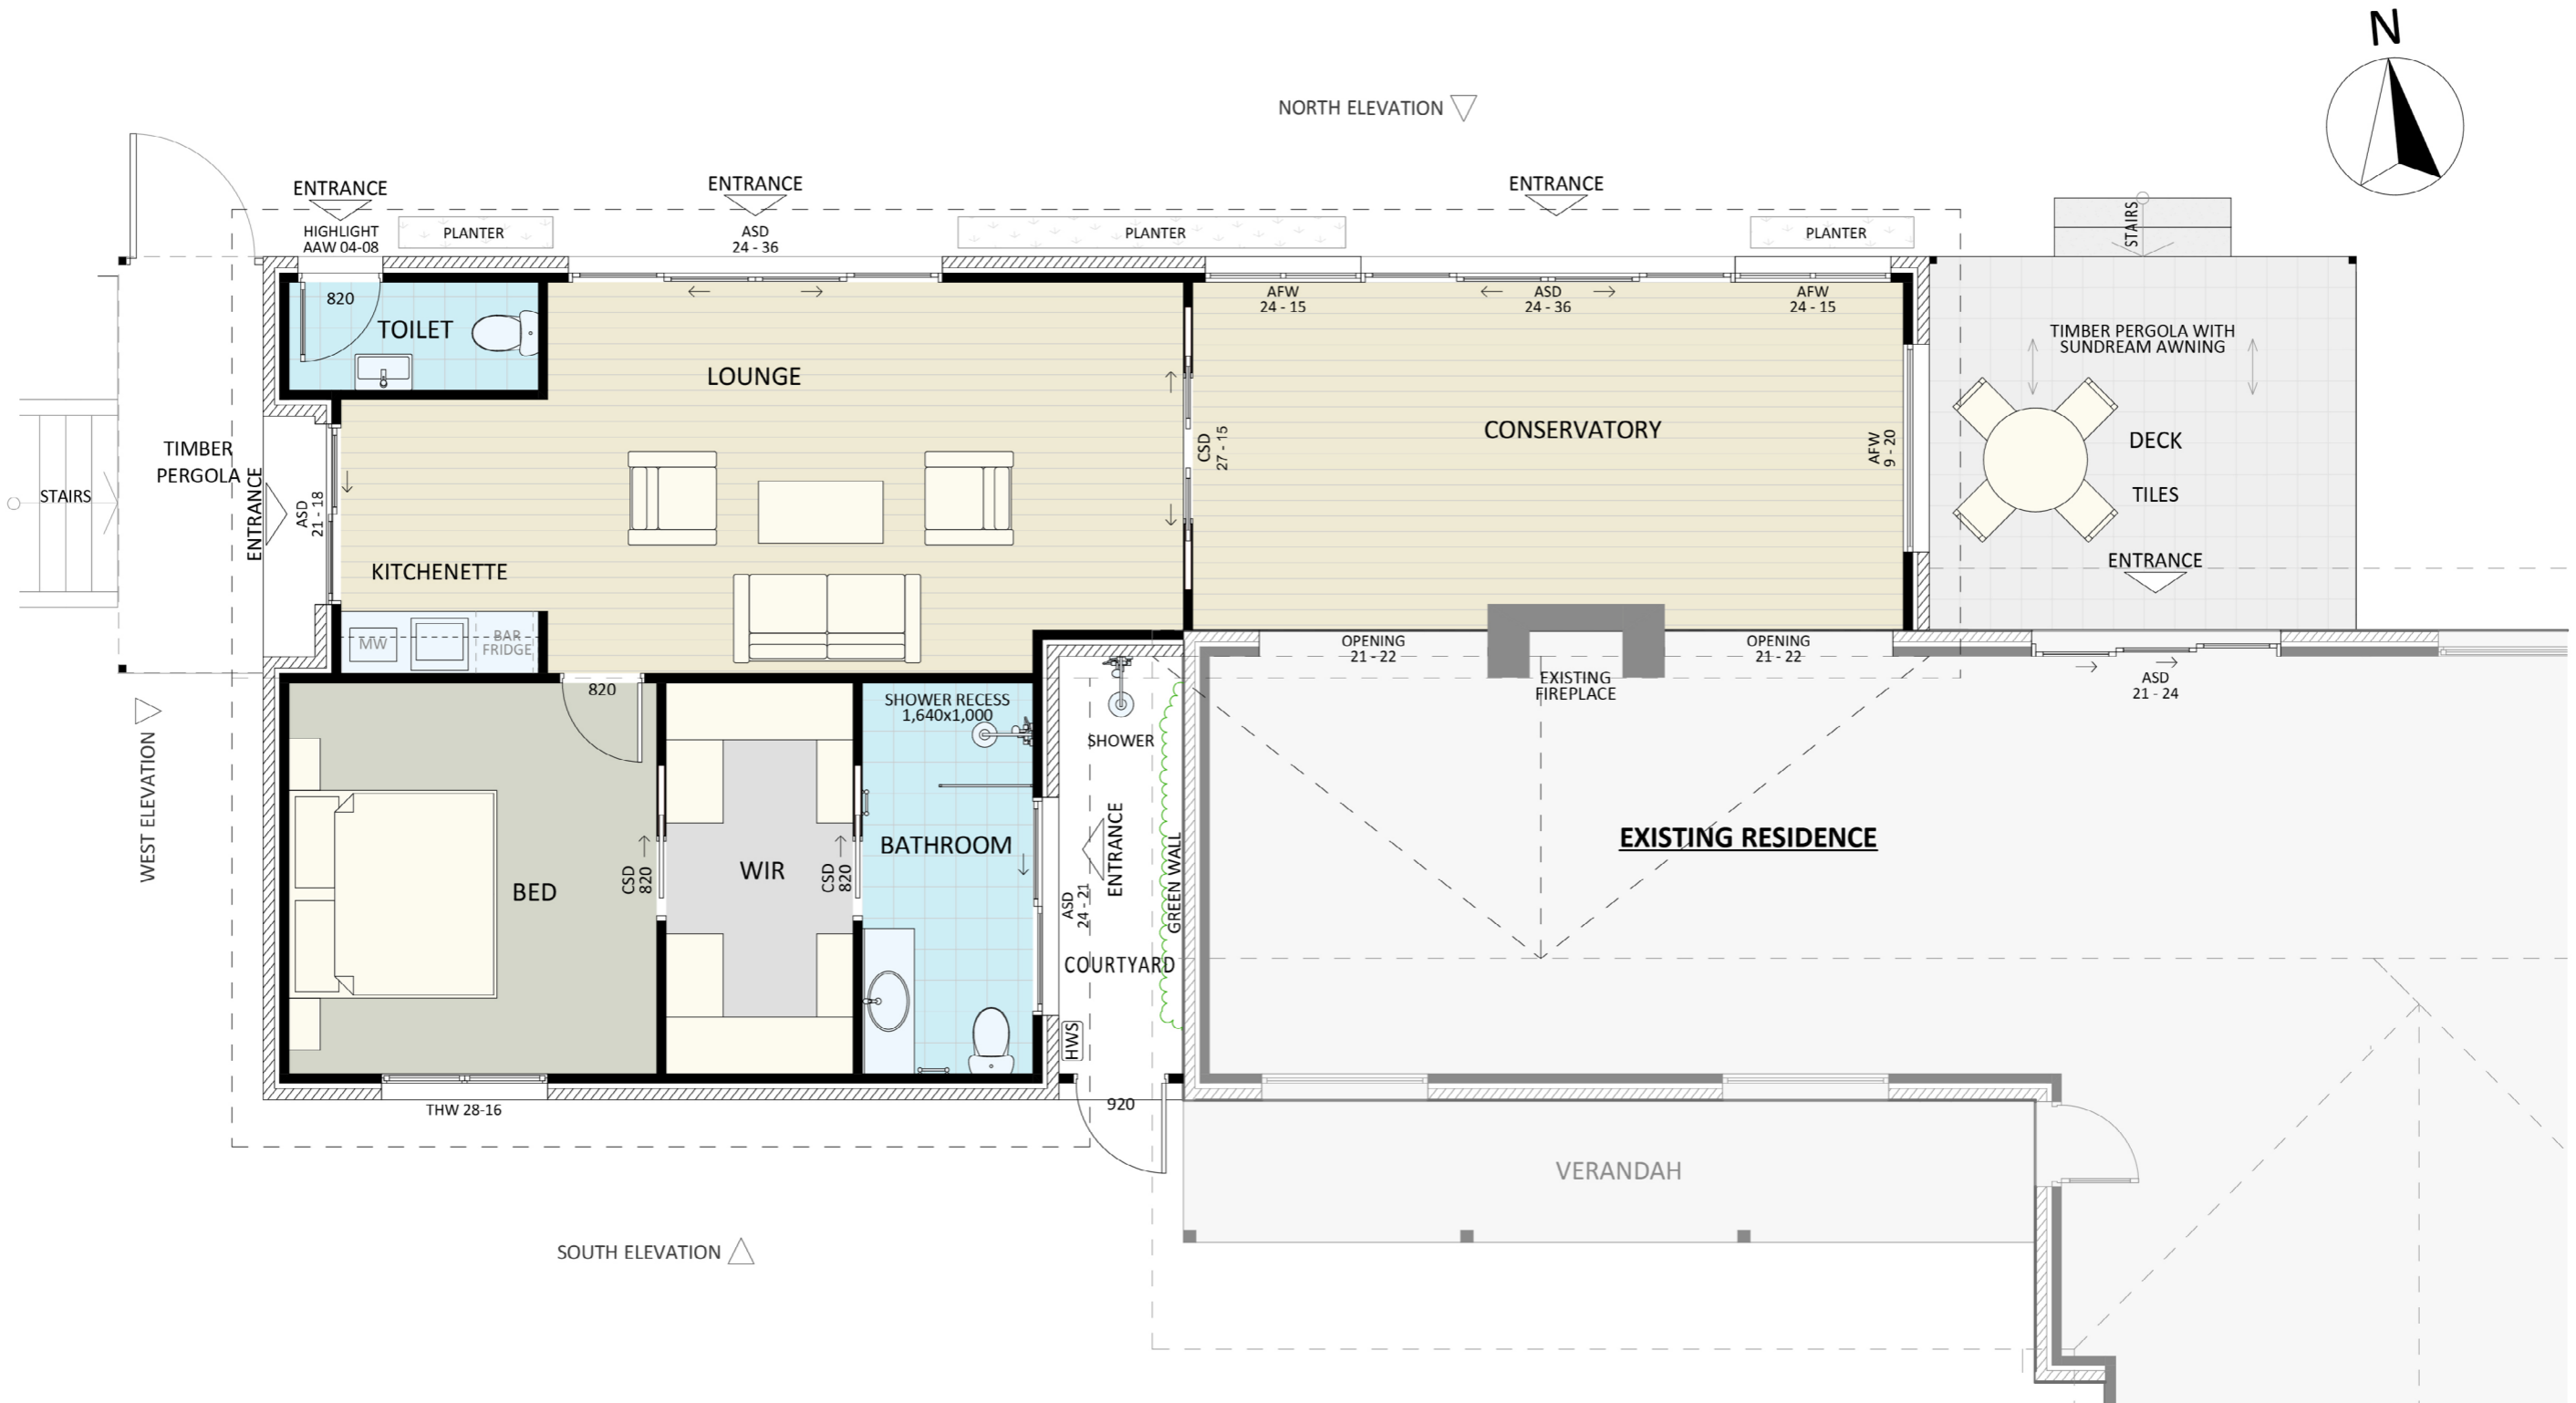 N
NORTH ELEVATION
ENTRANCE
ENTRANCE
ENTRANCE
HIGHLIGHT
AAW 04-08
PLANTER
ASD
24 - 36
PLANTER
PLANTER
STAIRS
820
TOILET
LOUNGE
AFW
24 - 15
ASD
24 - 36
AFW
24 - 15
TIMBER PERGOLA WITH
SUNDREAM AWNING
CONSERVATORY
CSD
27 - 15
AFW
9 - 20
DECK
TILES
ENTRANCE
TIMBER
PERGOLA
STAIRS
ENTRANCE
ASD
21 - 18
KITCHENETTE
MW
BAR
FRIDGE
OPENING
21 - 22
EXISTING
FIREPLACE
OPENING
21 - 22
ASD
21 - 24
820
SHOWER RECESS
1,640x1,000
SHOWER
WEST ELEVATION
BED
CSD
820
WIR
CSD
820
BATHROOM
ENTRANCE
ASD
24 - 21
GREEN WALL
COURTYARD
HWS
EXISTING RESIDENCE
THW 28-16
920
VERANDAH
SOUTH ELEVATION